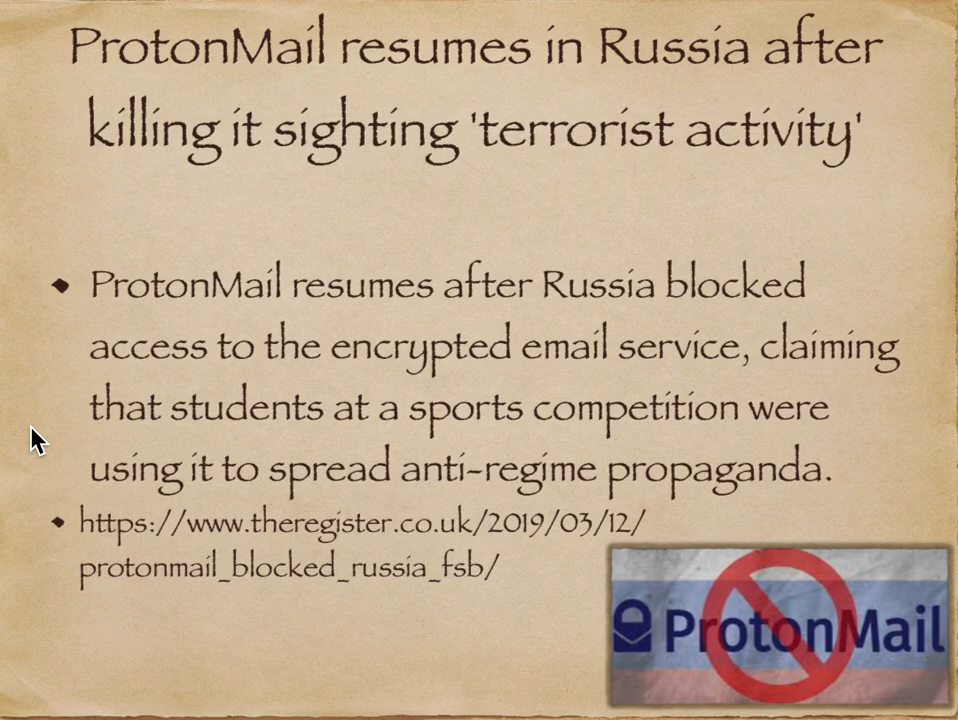 ProtonMail resumes in Russia after
killing it sighting 'terrorist activity'
ProtonMail resumes after Russia blocked
access to the encrypted email service, claiming
that students at a sports competition were
using it to spread anti-regime propaganda.
https://www.theregister.co.uk/2019/03/12/
protonmail_blocked_russia_fsb/
ProtonMail